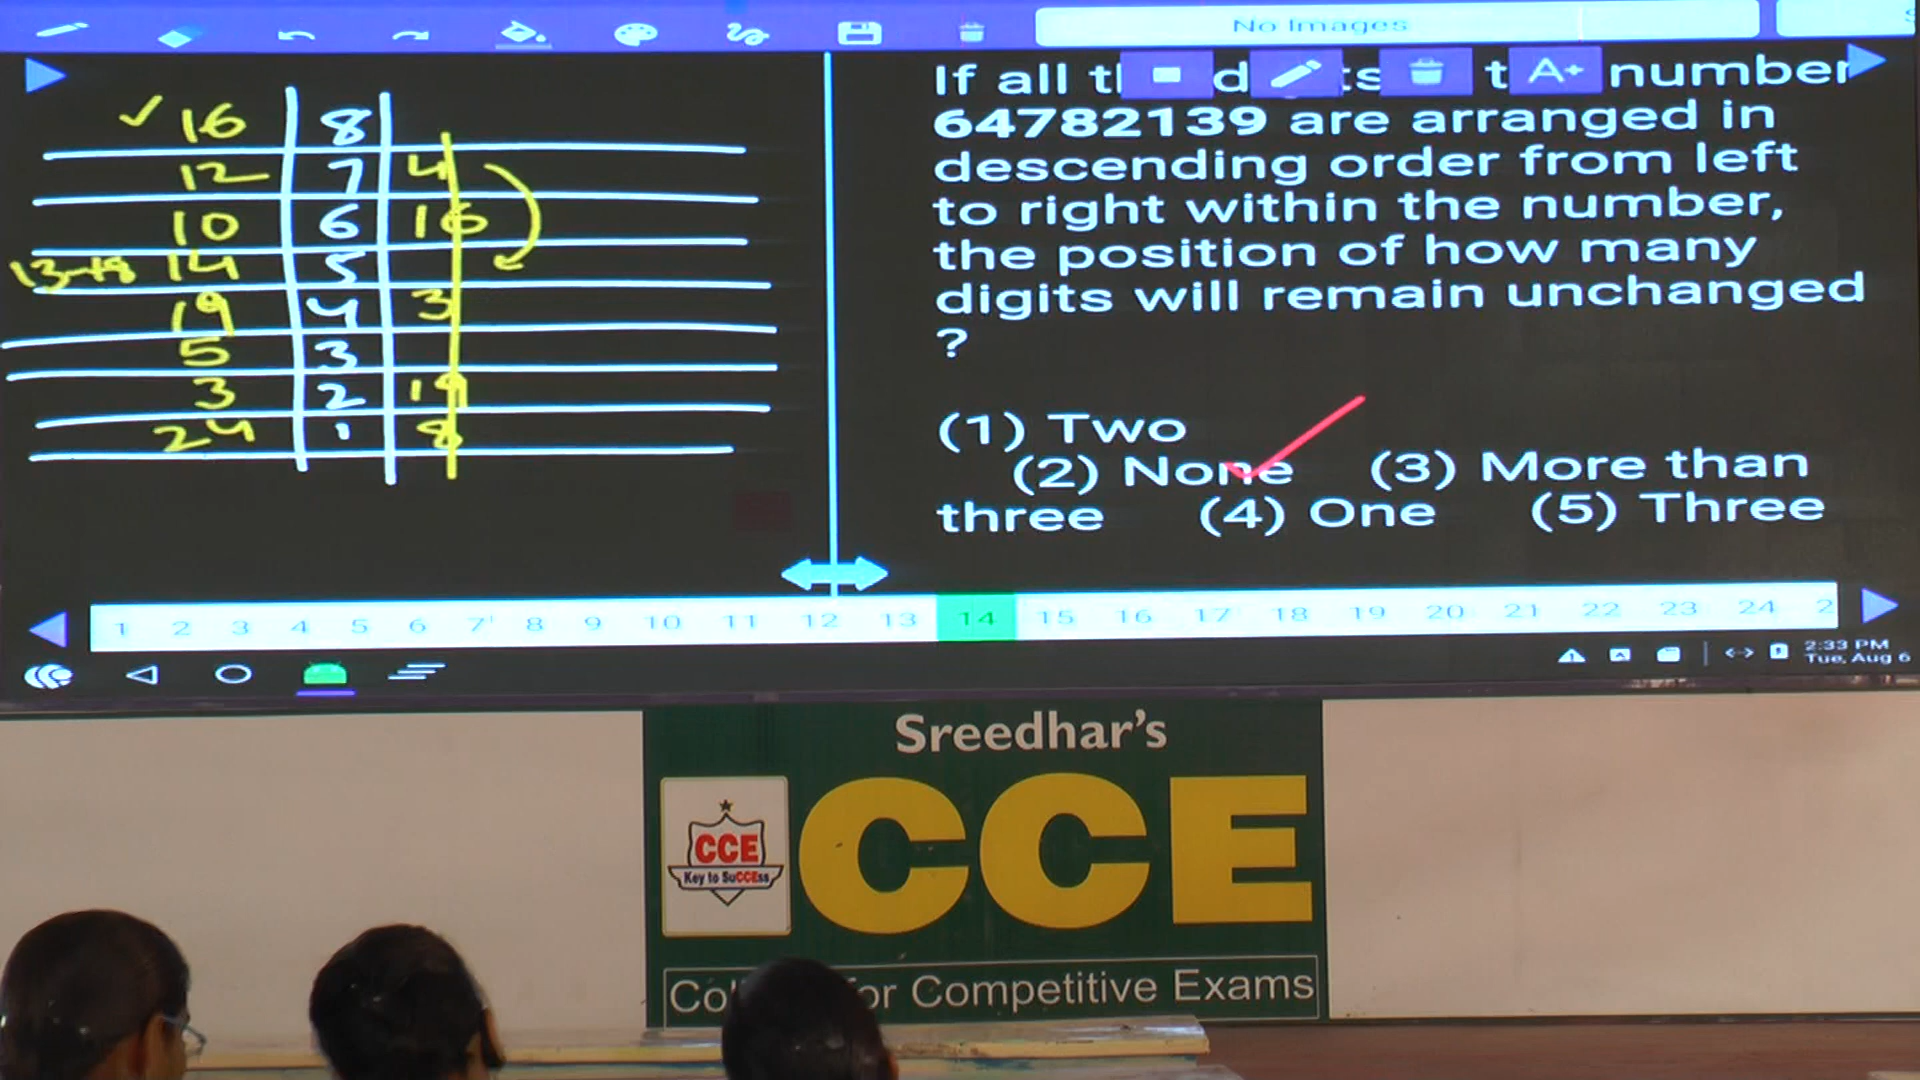 No Images
✓ 16 8
12 7 4
10 6 16
13-18 14 5
19 4 3
5 3
3 2 19
24 1 8
If all number
A+
64782139 are arranged in
descending order from left
to right within the number,
the position of how many
digits will remain unchanged
?
(1) Two
(2) None (3) More than
three (4) One (5) Three
1 2 3 4 5 6 7 8 9 10 11 12 13 14 15 16 17 18 19 20 21 22 23 24 2
2:33 PM
Tue, Aug 6
Sreedhar's
CCE
CCE
Key to SuCCEss
for Competitive Exams